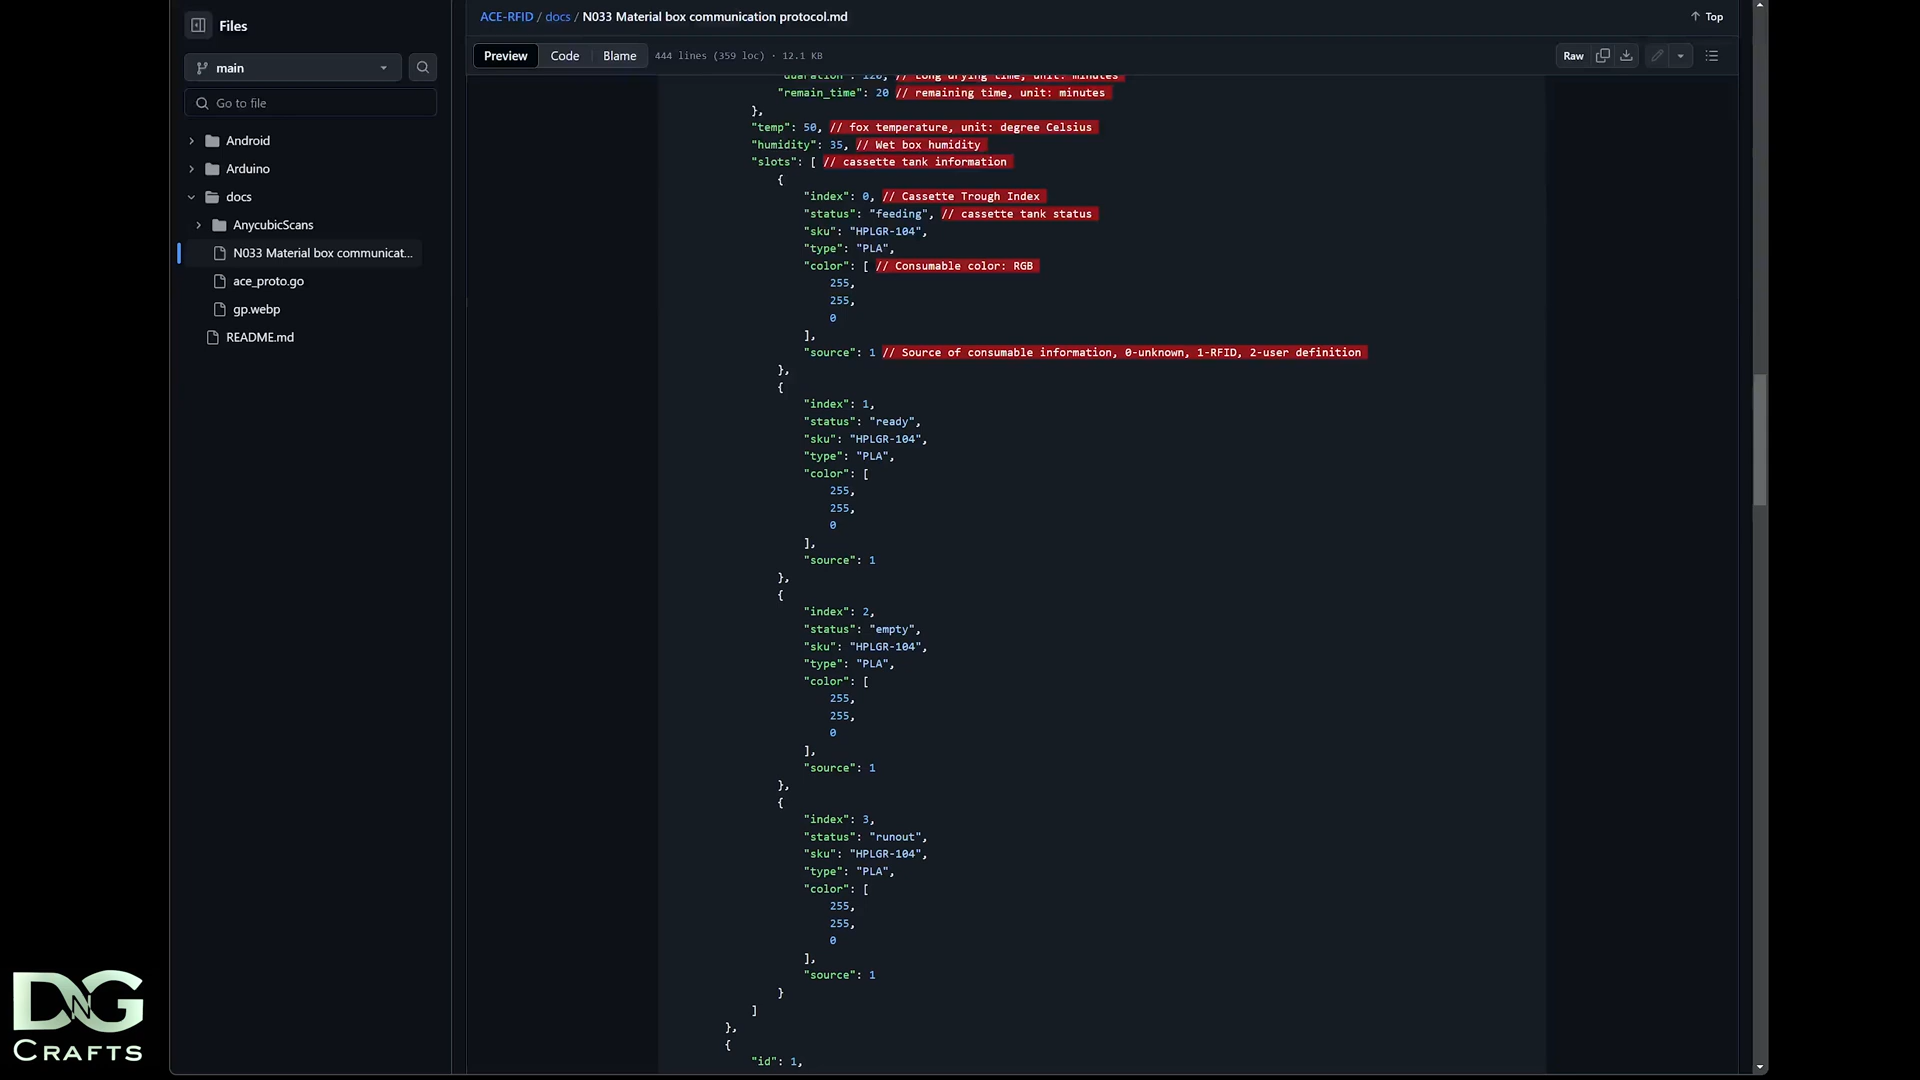 Files
main
Go to file
Android
Arduino
docs
AnycubicScans
N033 Material box communicat...
ace_proto.go
gp.webp
README.md
ACE-RFID / docs / N033 Material box communication protocol.md
Top
Preview
Code
Blame
444 lines (359 loc) · 12.1 KB
Raw
"duaration": 120, // Long drying time, unit: minutes
"remain_time": 20 // remaining time, unit: minutes
},
"temp": 50, // fox temperature, unit: degree Celsius
"humidity": 35, // Wet box humidity
"slots": [ // cassette tank information
{
"index": 0, // Cassette Trough Index
"status": "feeding", // cassette tank status
"sku": "HPLGR-104",
"type": "PLA",
"color": [ // Consumable color: RGB
255,
255,
0
],
"source": 1 // Source of consumable information, 0-unknown, 1-RFID, 2-user definition
},
{
"index": 1,
"status": "ready",
"sku": "HPLGR-104",
"type": "PLA",
"color": [
255,
255,
0
],
"source": 1
},
{
"index": 2,
"status": "empty",
"sku": "HPLGR-104",
"type": "PLA",
"color": [
255,
255,
0
],
"source": 1
},
{
"index": 3,
"status": "runout",
"sku": "HPLGR-104",
"type": "PLA",
"color": [
255,
255,
0
],
"source": 1
}
]
},
{
"id": 1,
DNG
CRAFTS